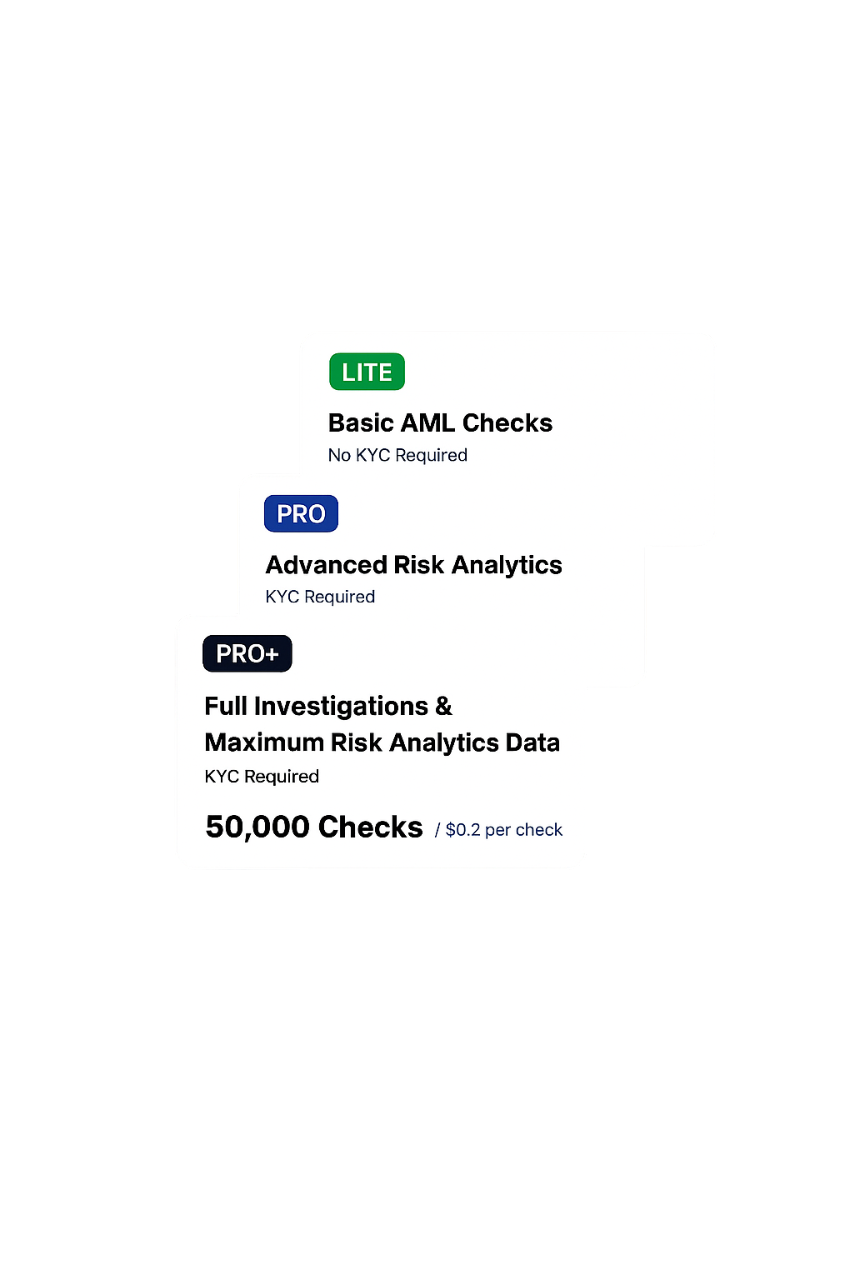 LITE
Basic AML Checks
No KYC Required
PRO
Advanced Risk Analytics
KYC Required
PRO+
Full Investigations &
Maximum Risk Analytics Data
KYC Required
50,000 Checks / $0.2 per check